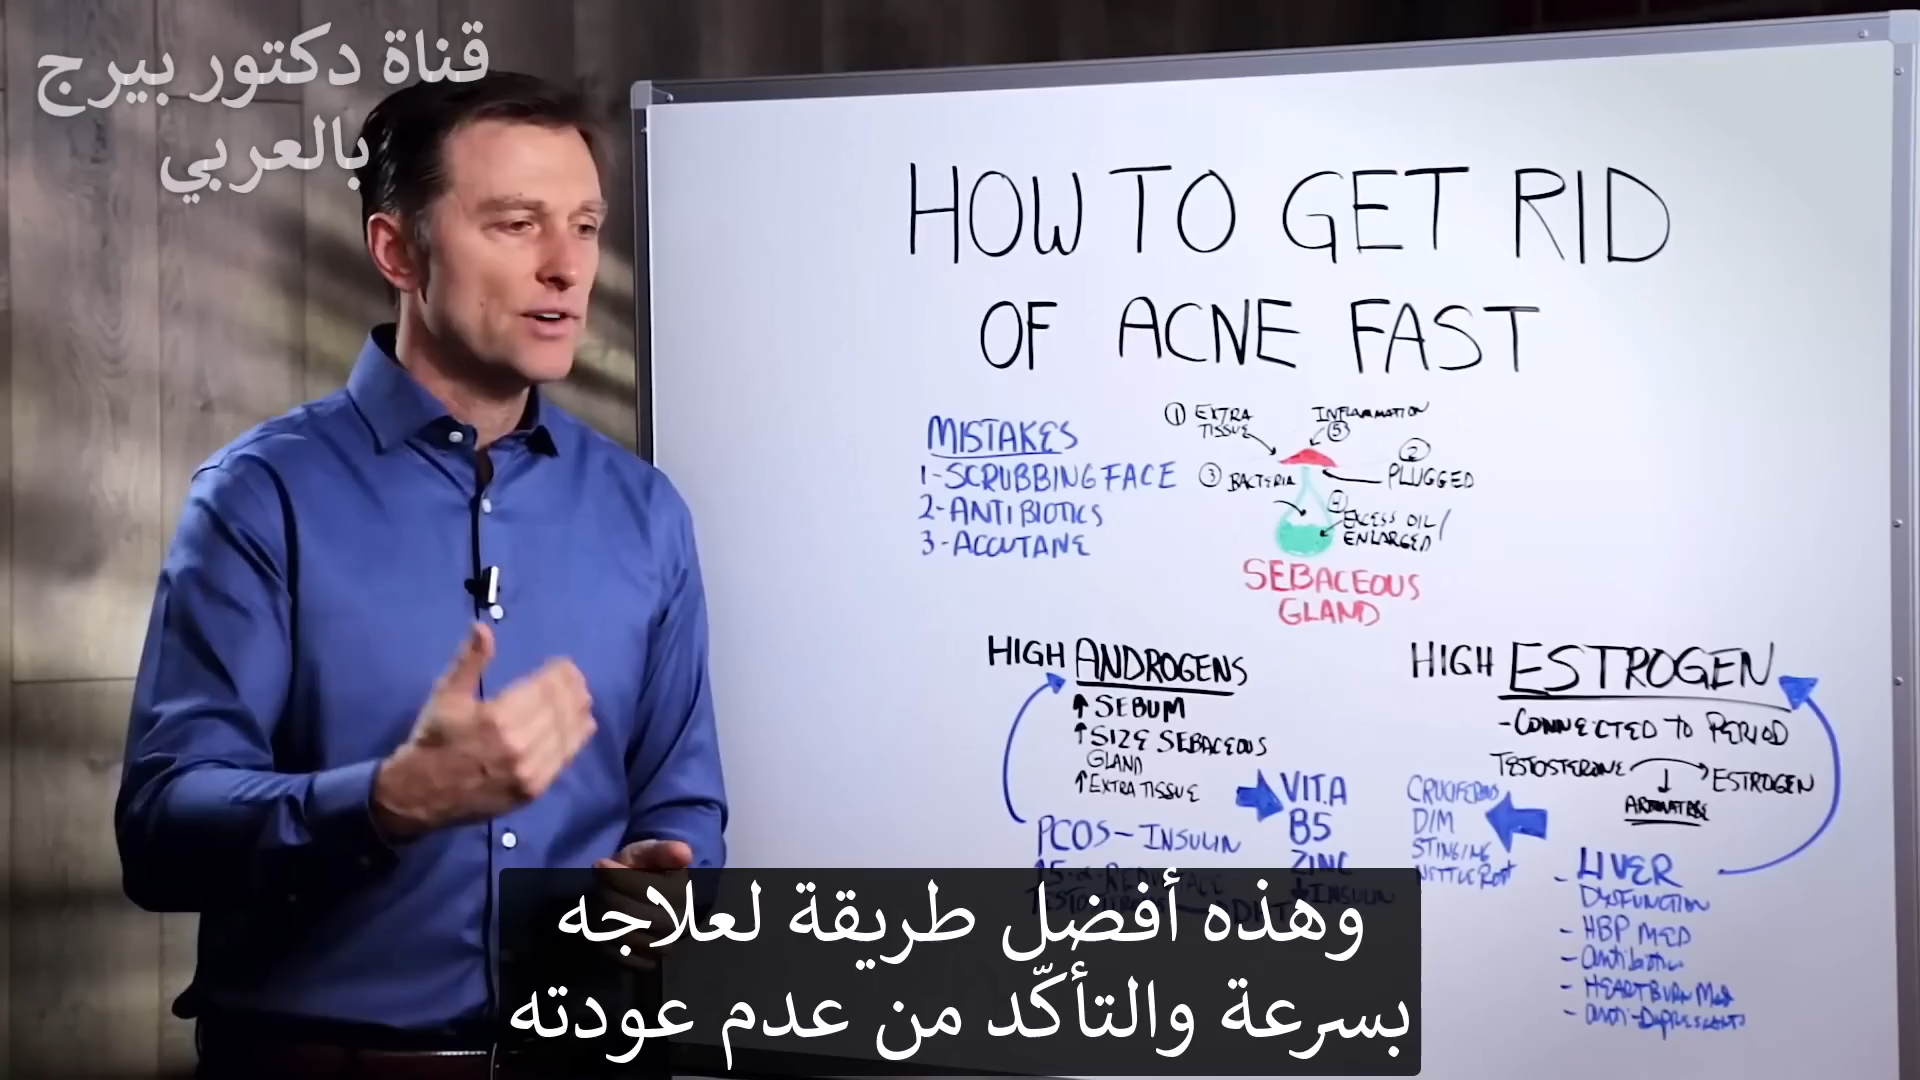 قناة دكتور بيرج
بالعربي
HOW TO GET RID
OF ACNE FAST
MISTAKES
1-SCRUBBING FACE
2-ANTIBIOTICS
3-ACCUTANE
① EXTRA
TISSUE
INFLAMMATION
⑤
②
PLUGGED
③ BACTERIA
④
EXCESS OIL/
ENLARGED
SEBACEOUS
GLAND
HIGH ANDROGENS
↑ SEBUM
↑ SIZE SEBACEOUS
GLAND
↑ EXTRA TISSUE
PCOS - INSULIN
VIT.A
B5
ZINC
↓ INSULIN
HIGH ESTROGEN
-CONNECTED TO PERIOD
TESTOSTERONE → ESTROGEN
↓
AROMATASE
DIM
STINGING
NETTLE ROOT
- LIVER
DYSFUNCTION
- HBP MED
- Antibiotics
- HEARTBURN Med
- Anti-Depressants
وهذه أفضل طريقة لعلاجه
بسرعة والتأكّد من عدم عودته